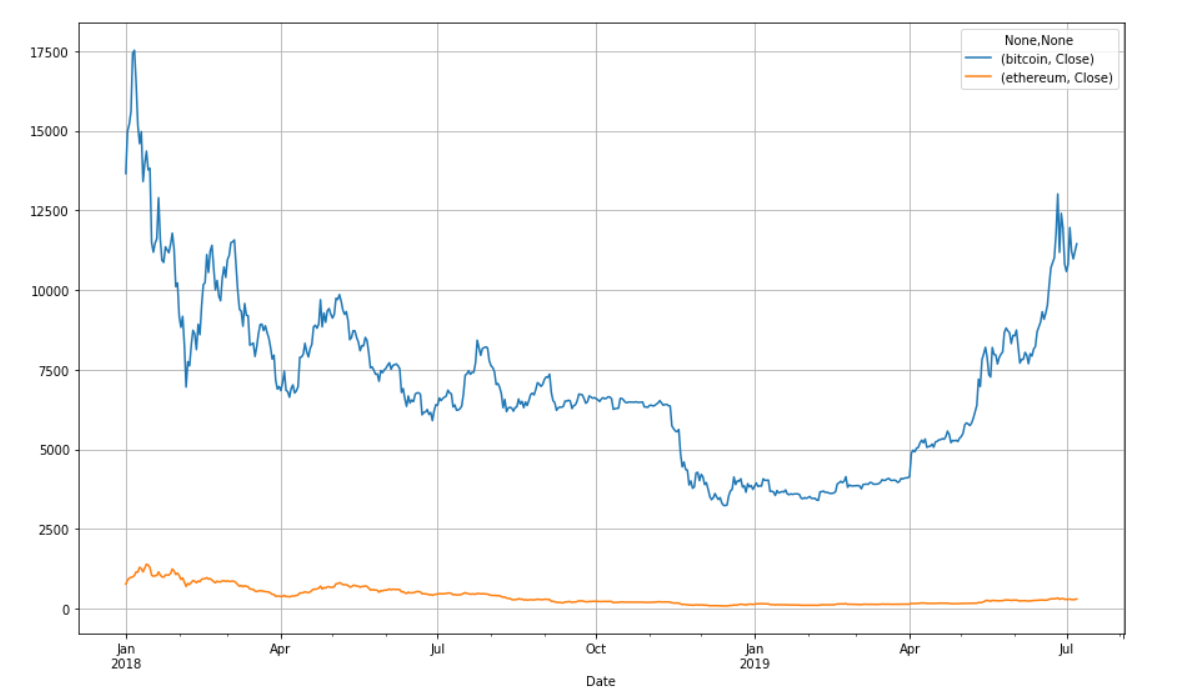 None,None
(bitcoin, Close)
(ethereum, Close)
17500
15000
12500
10000
7500
5000
2500
0
Jan Apr Jul Oct Jan Apr Jul
2018 2019
Date